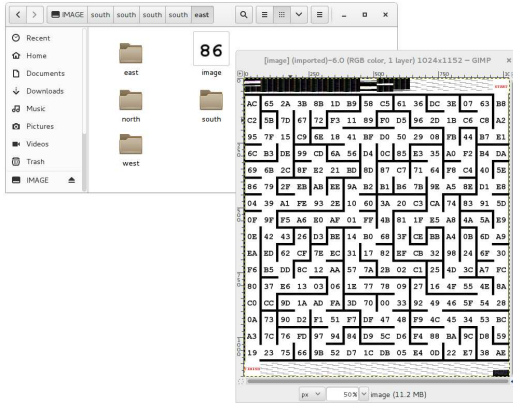 IMAGE south south south south east
Recent
Home
Documents
Downloads
Music
Pictures
Videos
Trash
IMAGE
east
86
image
north
south
west
[image] (imported)-6.0 (RGB color, 1 layer) 1024x1152 – GIMP
AC 65 2A 3B 8B 1D B9 58 C5 61 36 DC 3E 07 63 B8
C2 5B 7D 67 72 F3 11 89 F0 D5 96 2D 1B C6 C8 A2
95 7F 15 C9 6E 18 41 BF D0 50 29 08 FB 44 B7 E1
6C B3 DE 99 CD 6A 56 D4 0C 85 E3 35 A0 F2 B4 DA
69 6B 2C 8F E2 21 BD 8D 87 C7 71 64 F8 C4 40 5E
86 79 2F EB AB EE 9A B2 B1 B6 7B 9E A5 8E D1 E8
04 39 A1 FE 93 2E 10 60 3A 20 C3 CA 74 83 91 5D
0F 9F F5 A6 E0 AF 01 FF 4B 81 1F E5 A8 4A 5A E9
0E 42 43 26 D3 BE 14 B0 68 3F CE BB A4 0B 6D A9
EA ED 62 CF 7E EC 31 17 82 EF CB 32 98 24 6F 30
F6 B5 DD 8C 12 AA 57 7A 2B 02 C1 25 4D 3C A7 FC
80 37 E6 13 03 06 1E 77 78 09 27 16 4F 55 4E 8A
C0 CC 9D 1A AD FA 3D 70 00 33 92 49 46 5F 54 28
0A 73 90 D2 F1 51 F7 DF 47 48 F9 4C 45 34 53 BC
A3 7C 76 FD 97 94 84 D9 5C D6 F4 88 BA 9C D8 59
19 23 75 66 9B 52 D7 1C DB 05 E4 0D 22 E7 38 AE
px 50% image (11.2 MB)